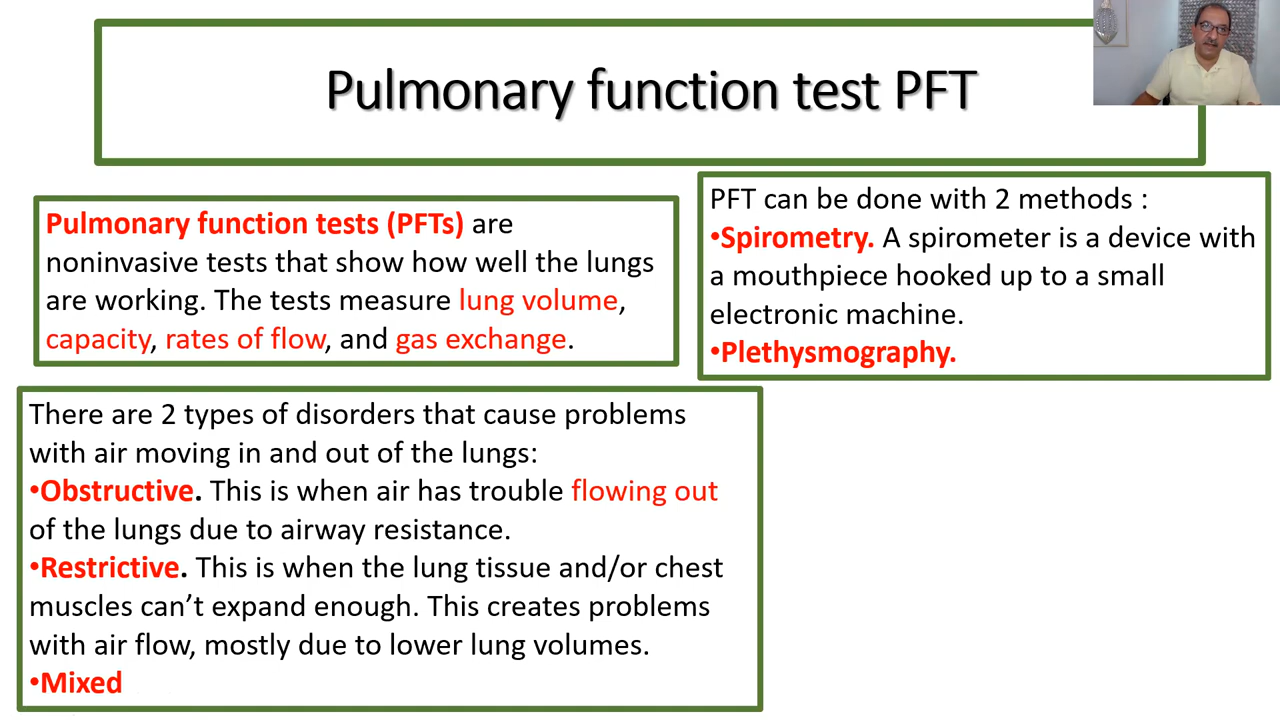 Pulmonary function test PFT
Pulmonary function tests (PFTs) are
noninvasive tests that show how well the lungs
are working. The tests measure lung volume,
capacity, rates of flow, and gas exchange.
PFT can be done with 2 methods :
•Spirometry. A spirometer is a device with
a mouthpiece hooked up to a small
electronic machine.
•Plethysmography.
There are 2 types of disorders that cause problems
with air moving in and out of the lungs:
•Obstructive. This is when air has trouble flowing out
of the lungs due to airway resistance.
•Restrictive. This is when the lung tissue and/or chest
muscles can’t expand enough. This creates problems
with air flow, mostly due to lower lung volumes.
•Mixed